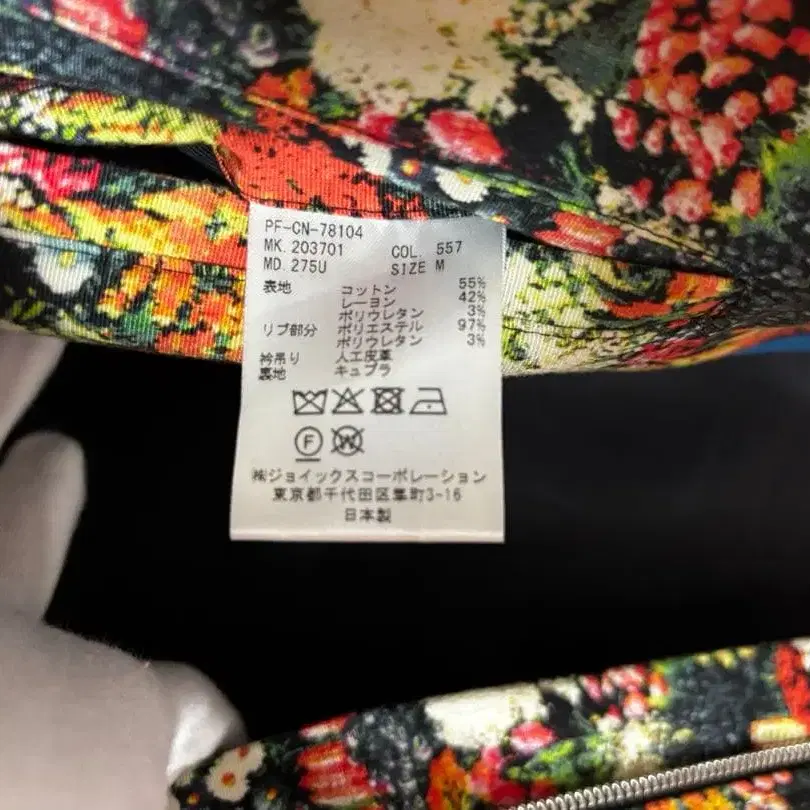 PF-CN-78104
MK. 203701 COL. 557
MD. 275U SIZE M
表地 コットン 55%
レーヨン 42%
ポリウレタン 3%
リブ部分 ポリエステル 97%
ポリウレタン 3%
衿吊り 人工皮革
裏地 キュプラ
F W
㈱ジョイックスコーポレーション
東京都千代田区隼町3-16
日本製